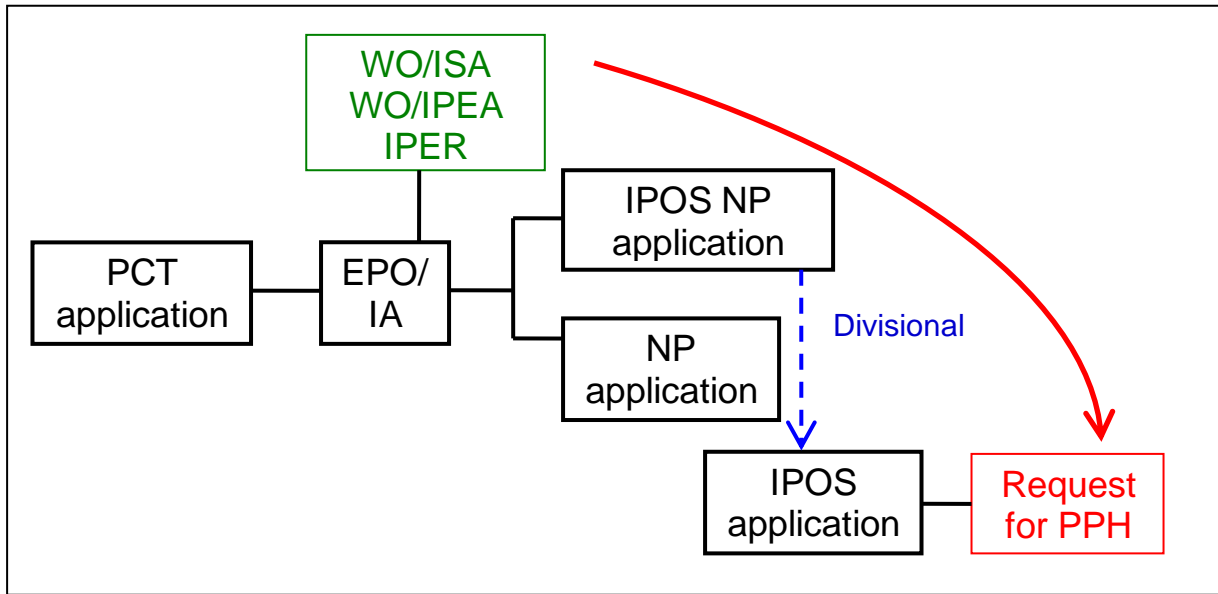 WO/ISA
WO/IPEA
IPER
PCT
application
EPO/
IA
IPOS NP
application
NP
application
Divisional
IPOS
application
Request
for PPH